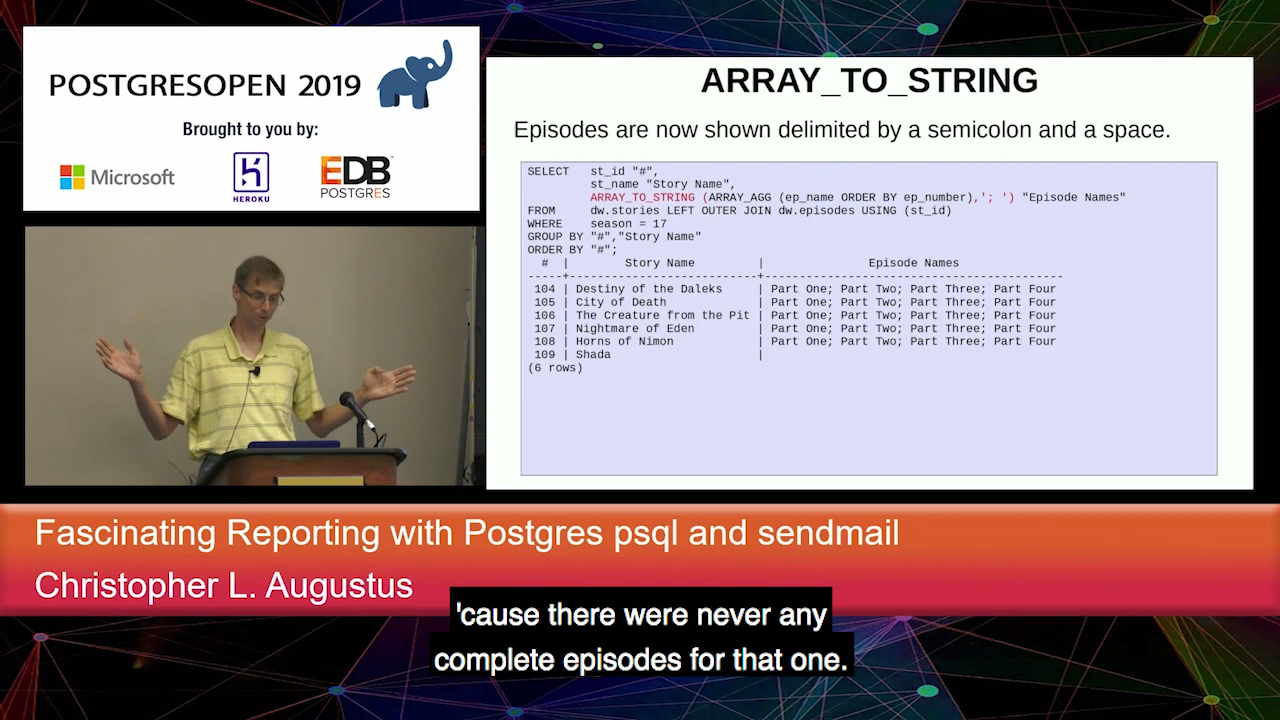 POSTGRESOPEN 2019
Brought to you by:
Microsoft
HEROKU
EDB
POSTGRES
ARRAY_TO_STRING
Episodes are now shown delimited by a semicolon and a space.
SELECT   st_id "#",
         st_name "Story Name",
         ARRAY_TO_STRING (ARRAY_AGG (ep_name ORDER BY ep_number),'; ') "Episode Names"
FROM     dw.stories LEFT OUTER JOIN dw.episodes USING (st_id)
WHERE    season = 17
GROUP BY "#","Story Name"
ORDER BY "#";
  #  |        Story Name         |               Episode Names
-----+---------------------------+-------------------------------------------
 104 | Destiny of the Daleks     | Part One; Part Two; Part Three; Part Four
 105 | City of Death             | Part One; Part Two; Part Three; Part Four
 106 | The Creature from the Pit | Part One; Part Two; Part Three; Part Four
 107 | Nightmare of Eden         | Part One; Part Two; Part Three; Part Four
 108 | Horns of Nimon            | Part One; Part Two; Part Three; Part Four
 109 | Shada                     |
(6 rows)
Fascinating Reporting with Postgres psql and sendmail
Christopher L. Augustus
'cause there were never any
complete episodes for that one.